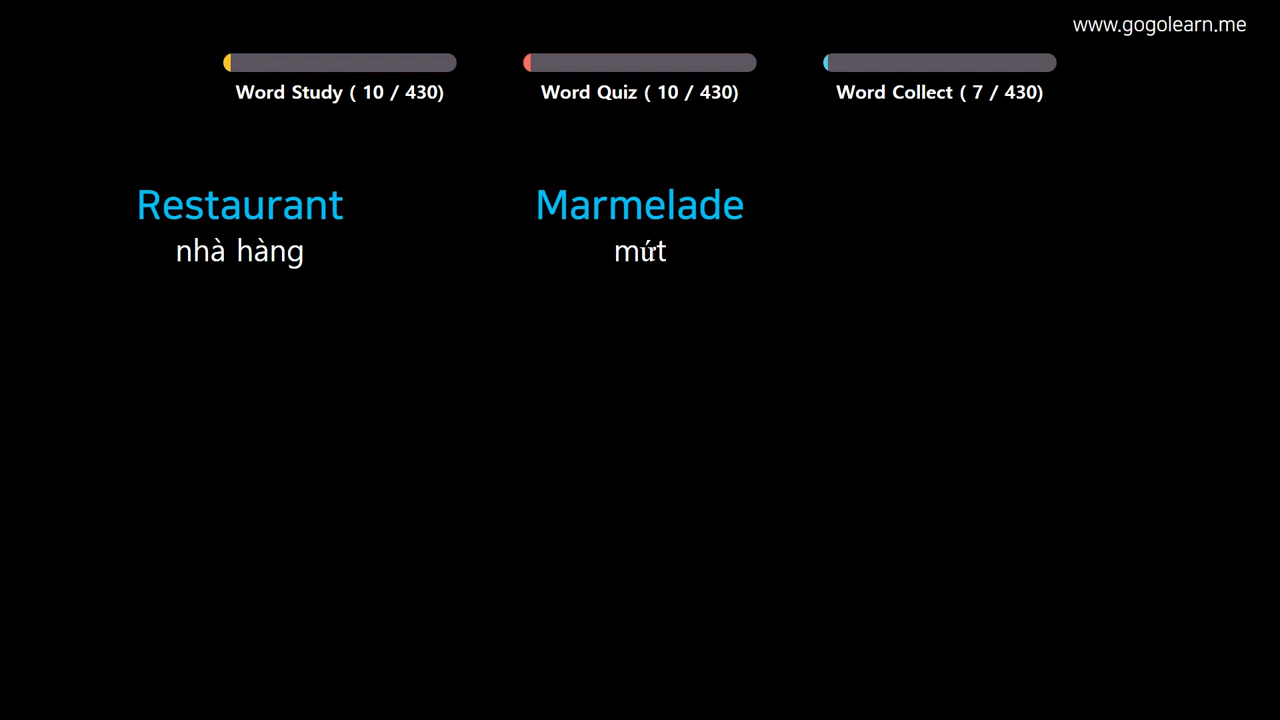 www.gogolearn.me
Word Study ( 10 / 430)
Word Quiz ( 10 / 430)
Word Collect ( 7 / 430)
Restaurant
nhà hàng
Marmelade
mứt